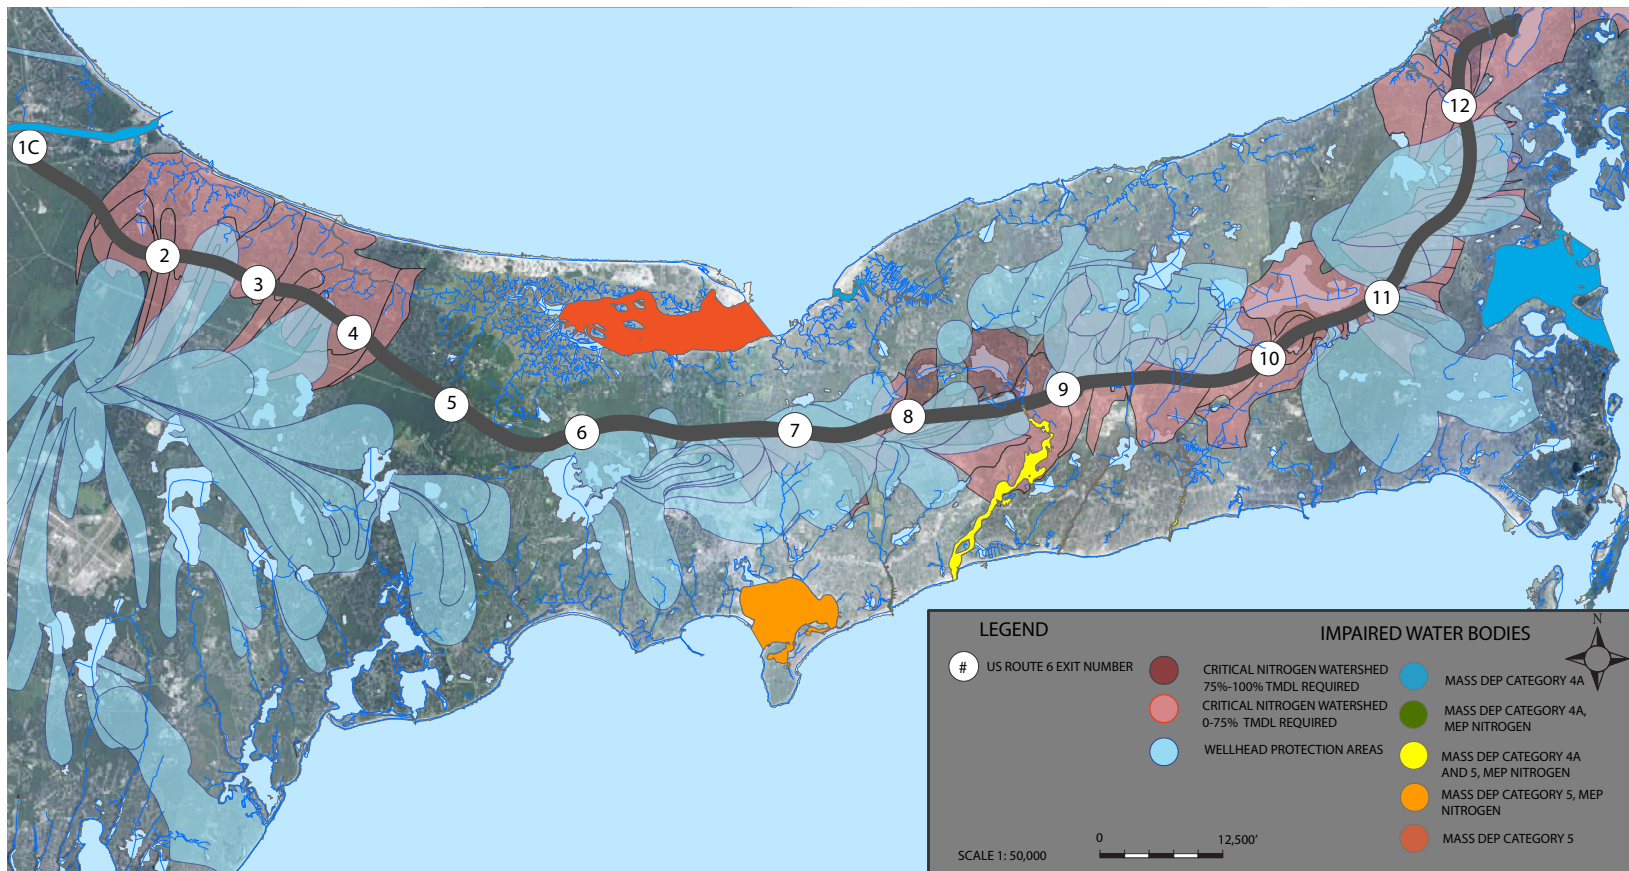 1C
2
3
4
5
6
7
8
9
10
11
12
LEGEND
# US ROUTE 6 EXIT NUMBER
CRITICAL NITROGEN WATERSHED
75%-100% TMDL REQUIRED
CRITICAL NITROGEN WATERSHED
0-75% TMDL REQUIRED
WELLHEAD PROTECTION AREAS
0 12,500’
SCALE 1: 50,000
IMPAIRED WATER BODIES
N
MASS DEP CATEGORY 4A
MASS DEP CATEGORY 4A,
MEP NITROGEN
MASS DEP CATEGORY 4A
AND 5, MEP NITROGEN
MASS DEP CATEGORY 5, MEP
NITROGEN
MASS DEP CATEGORY 5